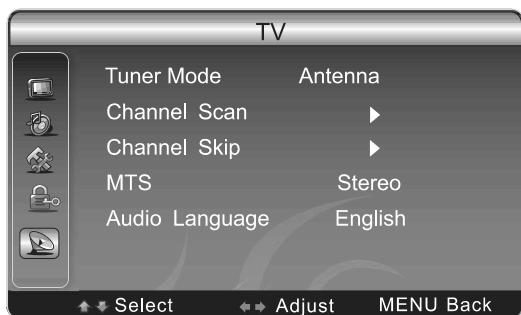 TV
Tuner Mode Antenna
Channel Scan
Channel Skip
MTS Stereo
Audio Language English
Select Adjust MENU Back